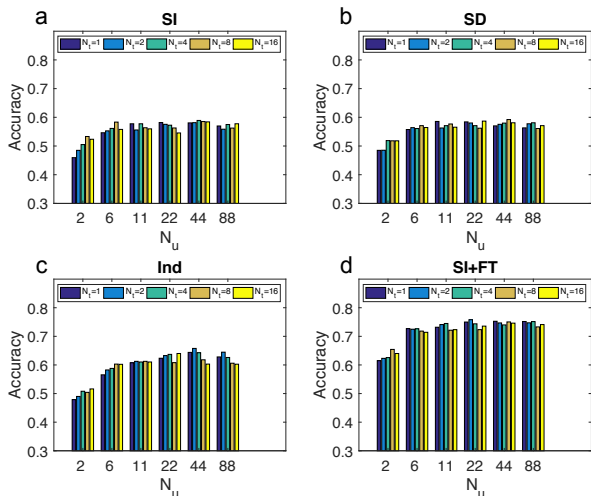 a
SI
N_t=1 N_t=2 N_t=4 N_t=8 N_t=16
Accuracy
0.8
0.7
0.6
0.5
0.4
0.3
2 6 11 22 44 88
N_u
b
SD
N_t=1 N_t=2 N_t=4 N_t=8 N_t=16
Accuracy
0.8
0.7
0.6
0.5
0.4
0.3
2 6 11 22 44 88
N_u
c
Ind
N_t=1 N_t=2 N_t=4 N_t=8 N_t=16
Accuracy
0.8
0.7
0.6
0.5
0.4
0.3
2 6 11 22 44 88
N_u
d
SI+FT
N_t=1 N_t=2 N_t=4 N_t=8 N_t=16
Accuracy
0.8
0.7
0.6
0.5
0.4
0.3
2 6 11 22 44 88
N_u